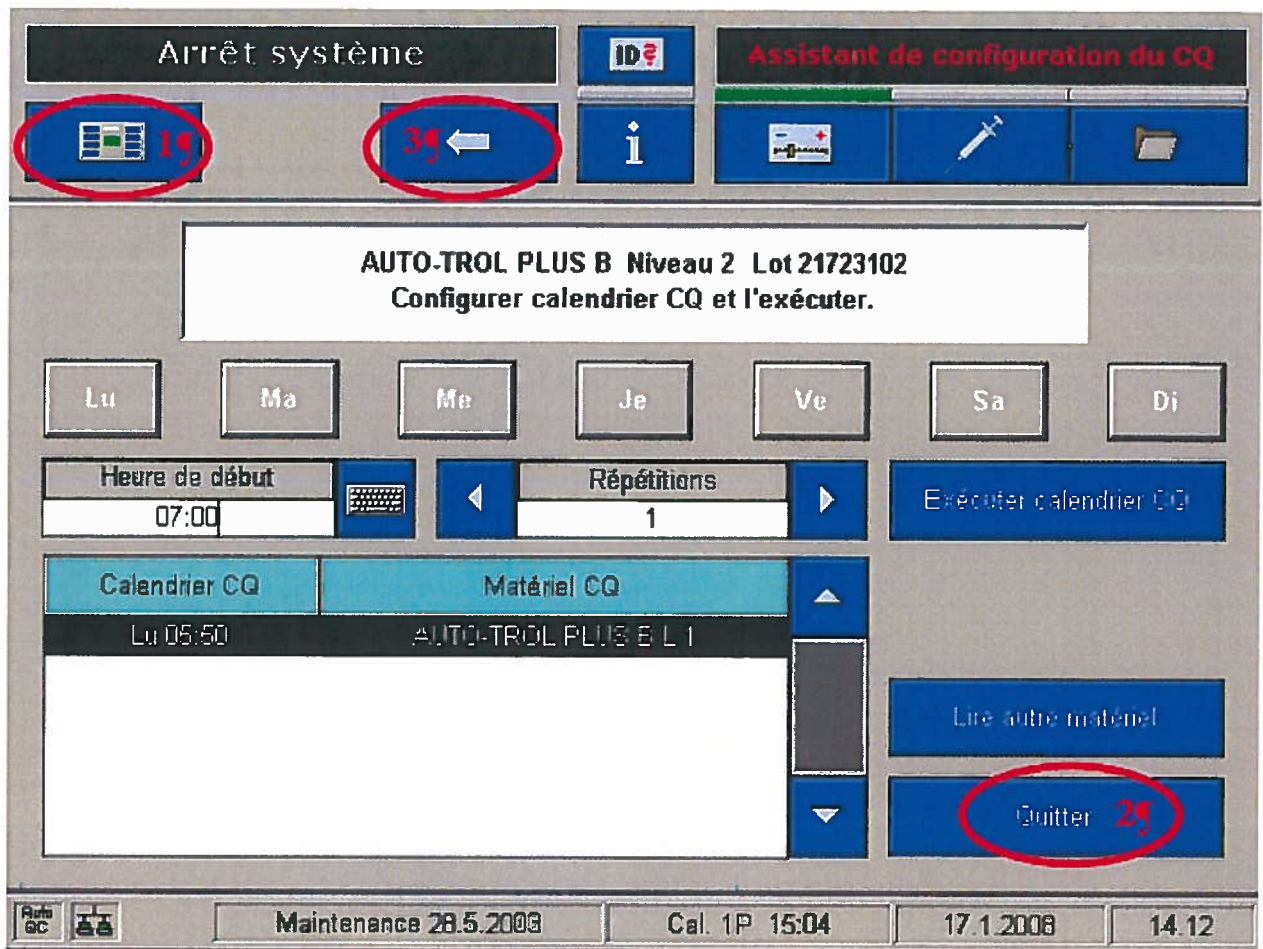 Arrêt système
ID?
Assistant de configuration du CQ
1¶
3¶
i
- +
AUTO-TROL PLUS B Niveau 2 Lot 21723102
Configurer calendrier CQ et l'exécuter.
Lu Ma Me Je Ve Sa Di
Heure de début
07:00
Répétitions
1
Exécuter calendrier CQ
Calendrier CQ Matériel CQ
Lu 05:50 AUTO-TROL PLUS B L 1
Lire autre matériel
Quitter 2¶
Auto QC
Maintenance 28.5.2008 Cal. 1P 15:04 17.1.2008 14.12